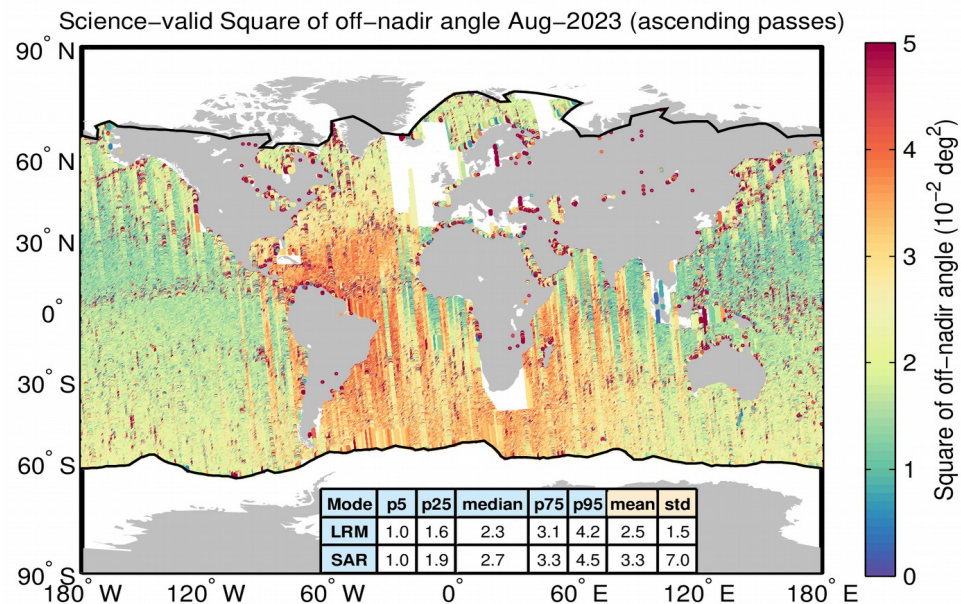 Science−valid Square of off−nadir angle Aug−2023 (ascending passes)
90° N
60° N
30° N
0°
30° S
60° S
90° S
180° W
120° W
60° W
0°
60° E
120° E
180° E
Mode p5 p25 median p75 p95 mean std
LRM 1.0 1.6 2.3 3.1 4.2 2.5 1.5
SAR 1.0 1.9 2.7 3.3 4.5 3.3 7.0
5
4
3
2
1
0
Square of off−nadir angle (10⁻² deg²)